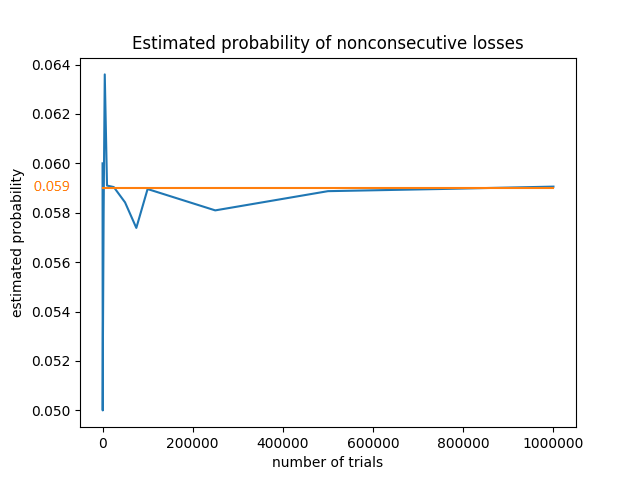 Estimated probability of nonconsecutive losses
estimated probability
0.064
0.062
0.060
0.059
0.058
0.056
0.054
0.052
0.050
0 200000 400000 600000 800000 1000000
number of trials